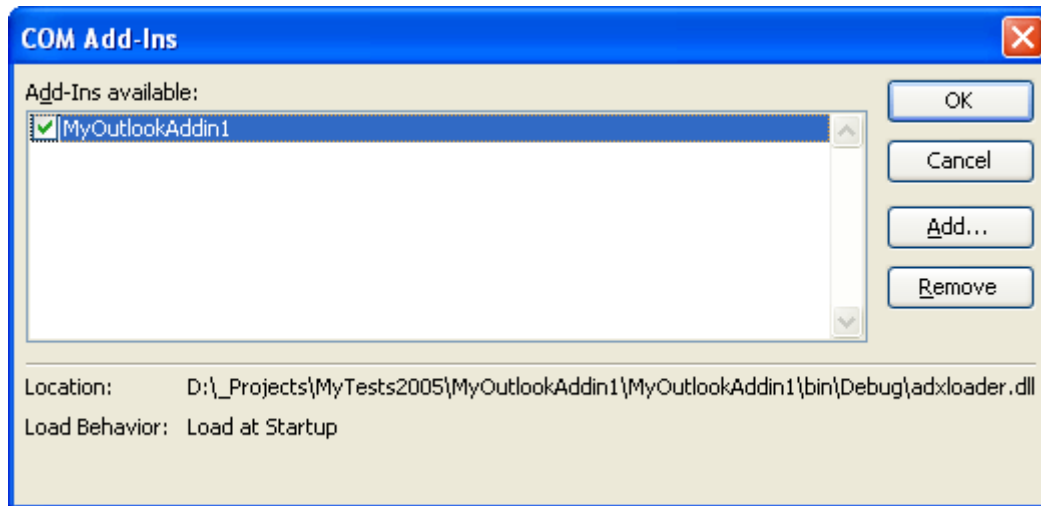 COM Add-Ins
Add-Ins available:
MyOutlookAddin1
OK
Cancel
Add...
Remove
Location: D:\_Projects\MyTests2005\MyOutlookAddin1\MyOutlookAddin1\bin\Debug\adxloader.dll
Load Behavior: Load at Startup